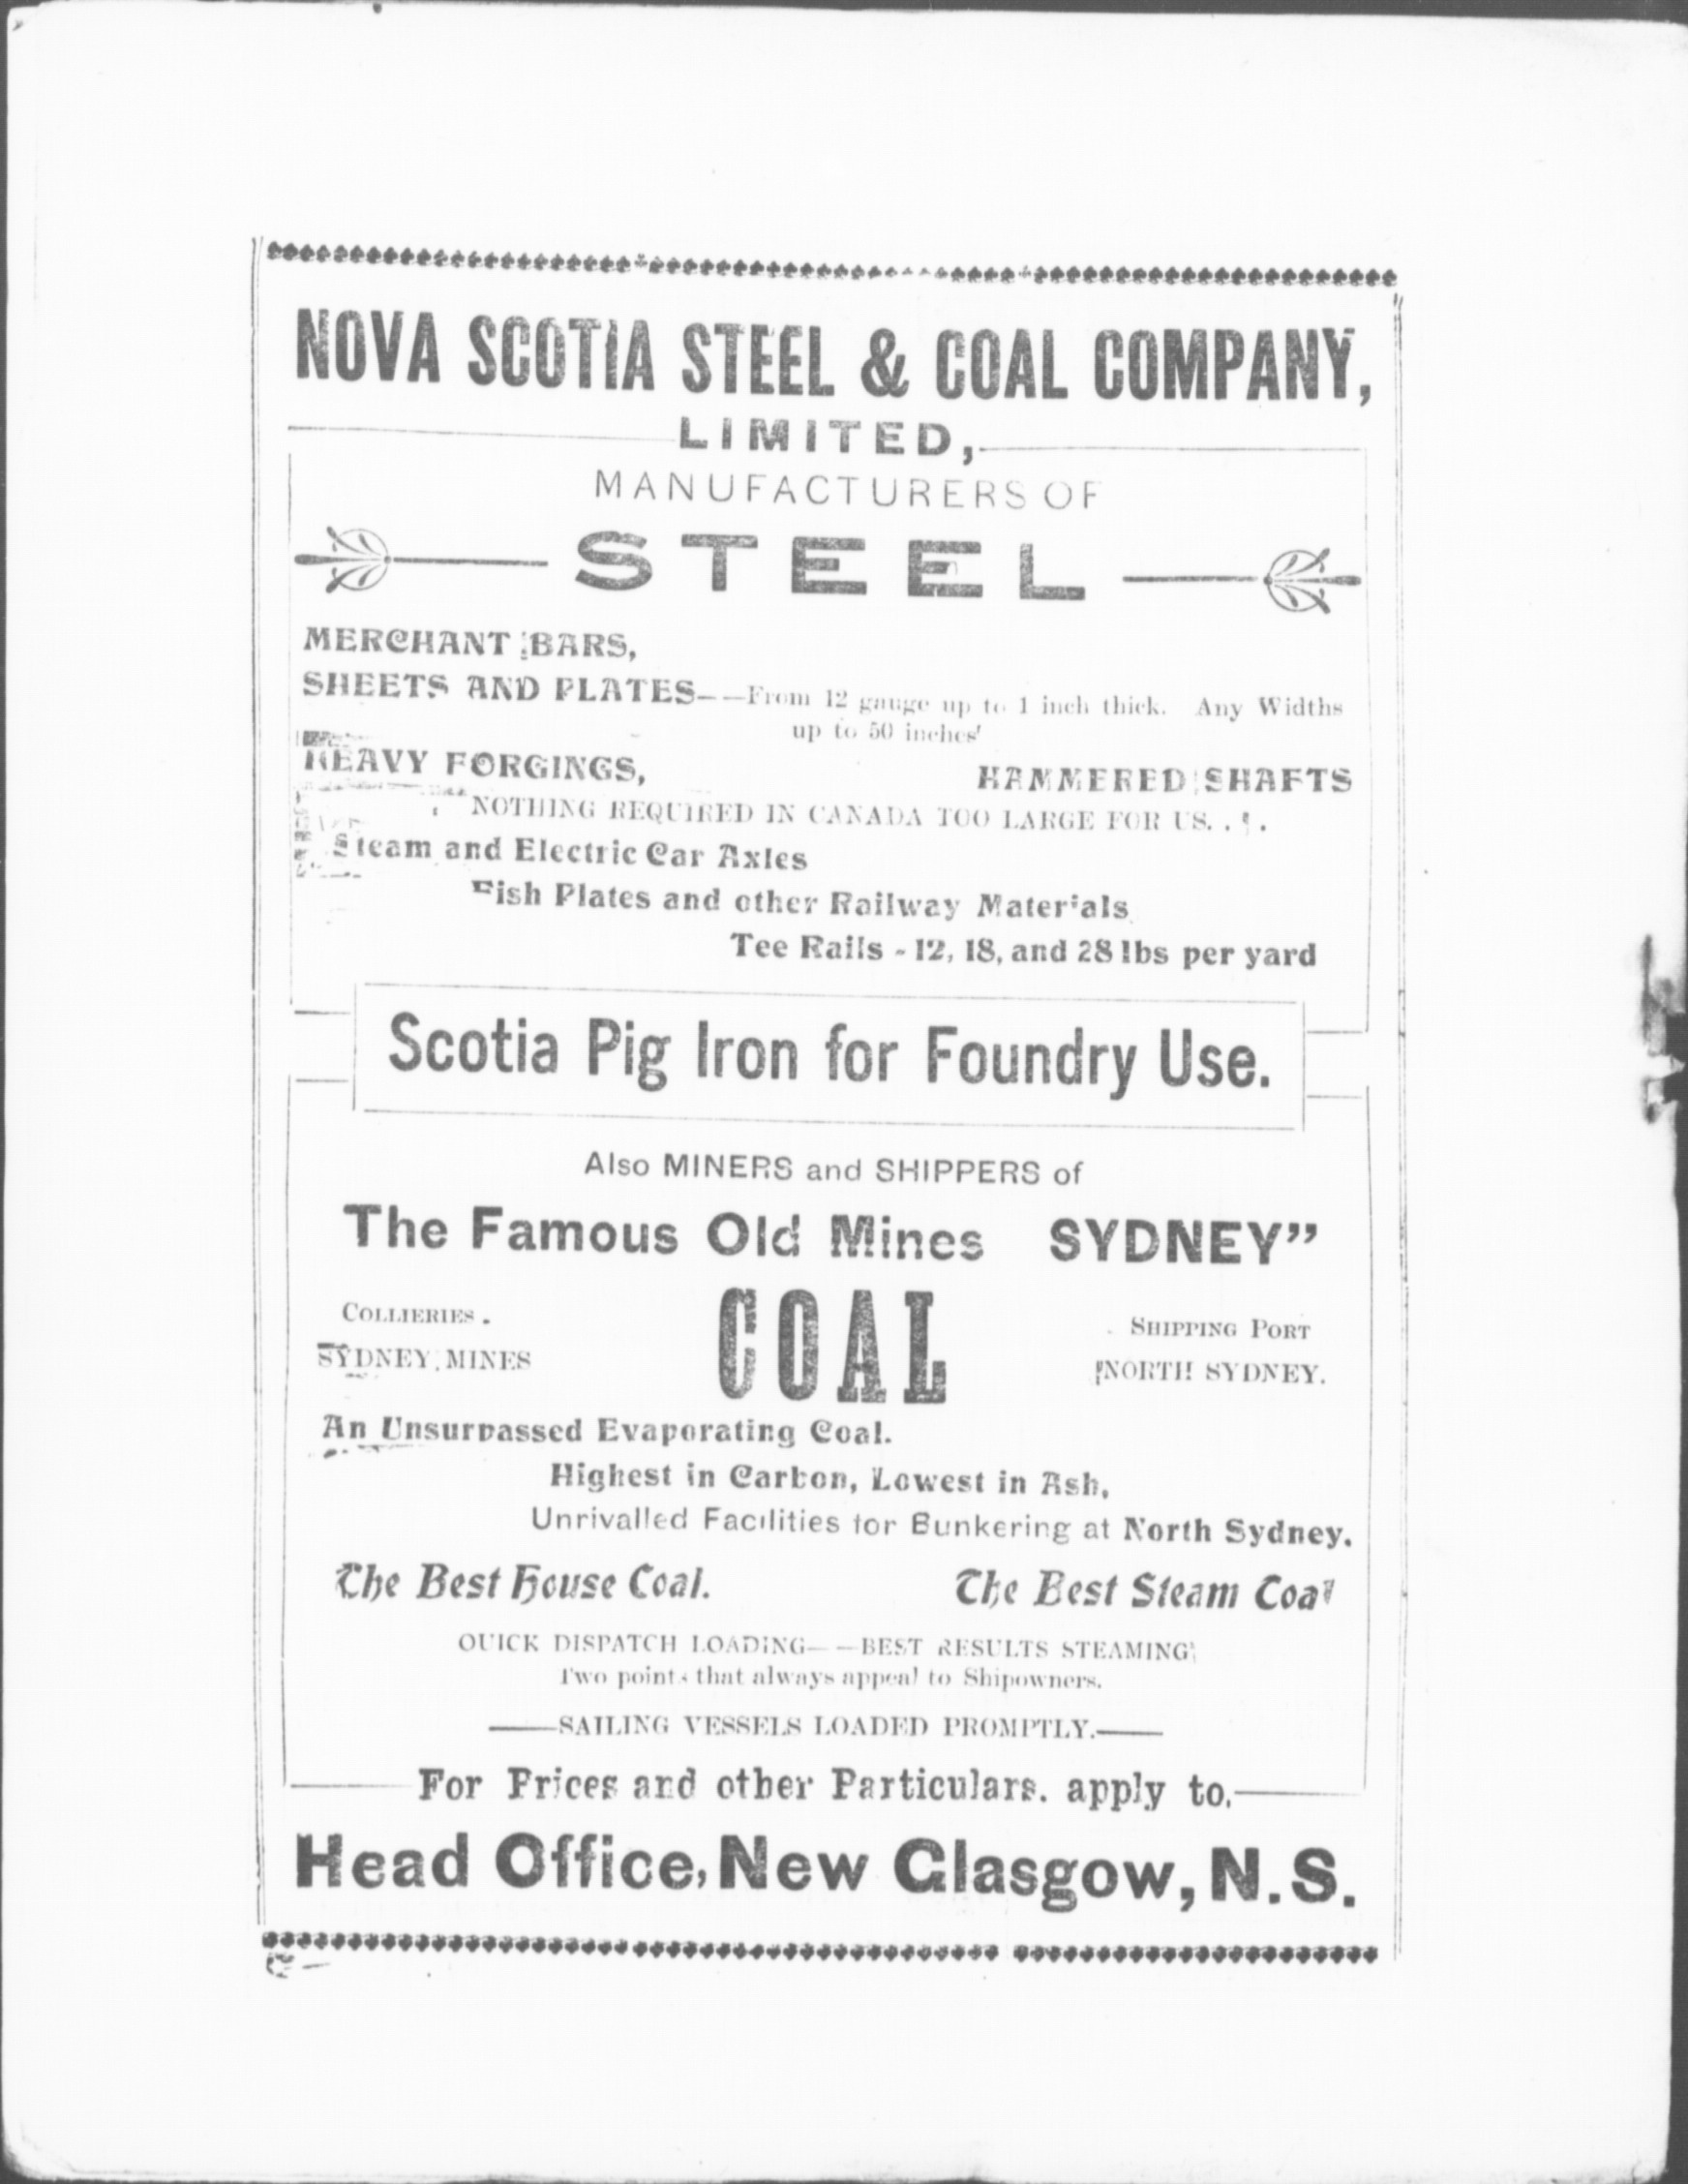 NOVA SCOTIA STEEL & COAL COMPANY,
LIMITED,
MANUFACTURERS OF
STEEL
MERCHANT BARS,
SHEETS AND PLATES--From 12 gauge up to 1 inch thick. Any Widths
up to 50 inches
HEAVY FORGINGS, HAMMERED SHAFTS
NOTHING REQUIRED IN CANADA TOO LARGE FOR US. . .
Steam and Electric Car Axles
Fish Plates and other Railway Materials
Tee Rails - 12, 18, and 28 lbs per yard
Scotia Pig Iron for Foundry Use.
Also MINERS and SHIPPERS of
The Famous Old Mines SYDNEY”
COLLIERIES . SHIPPING PORT
COAL
SYDNEY MINES NORTH SYDNEY.
An Unsurpassed Evaporating Coal.
Highest in Carbon, Lowest in Ash,
Unrivalled Facilities for Bunkering at North Sydney.
The Best House Coal. The Best Steam Coal
QUICK DISPATCH LOADING--BEST RESULTS STEAMING
Two points that always appeal to Shipowners.
—SAILING VESSELS LOADED PROMPTLY.—
For Prices and other Particulars. apply to,
Head Office, New Glasgow, N.S.